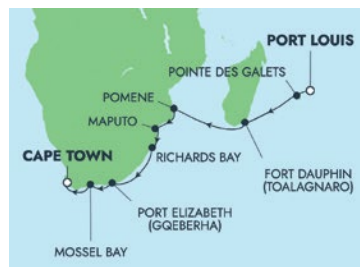 PORT LOUIS
POINTE DES GALETS
POMENE
MAPUTO
CAPE TOWN
RICHARDS BAY
FORT DAUPHIN
(TOALAGNARO)
PORT ELIZABETH
(GQEBERHA)
MOSSEL BAY